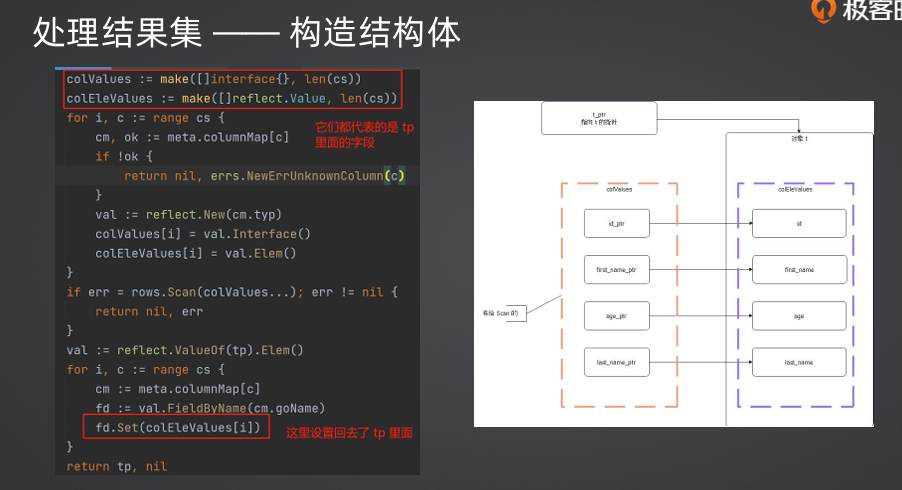 处理结果集 —— 构造结构体
极客时
colValues := make([]interface{}, len(cs))
colEleValues := make([]reflect.Value, len(cs))
for i, c := range cs {
cm, ok := meta.columnMap[c]
if !ok {
return nil, errs.NewErrUnknownColumn(c)
}
val := reflect.New(cm.typ)
colValues[i] = val.Interface()
colEleValues[i] = val.Elem()
}
if err = rows.Scan(colValues...); err != nil {
return nil, err
}
val := reflect.ValueOf(tp).Elem()
for i, c := range cs {
cm := meta.columnMap[c]
fd := val.FieldByName(cm.goName)
fd.Set(colEleValues[i])
}
return tp, nil
它们都代表的是 tp
里面的字段
这里设置回去了 tp 里面
t_ptr
指向 t 的指针
对象 t
colValues
colEleValues
id_ptr
id
first_name_ptr
first_name
传给 Scan 的
age_ptr
age
last_name_ptr
last_name